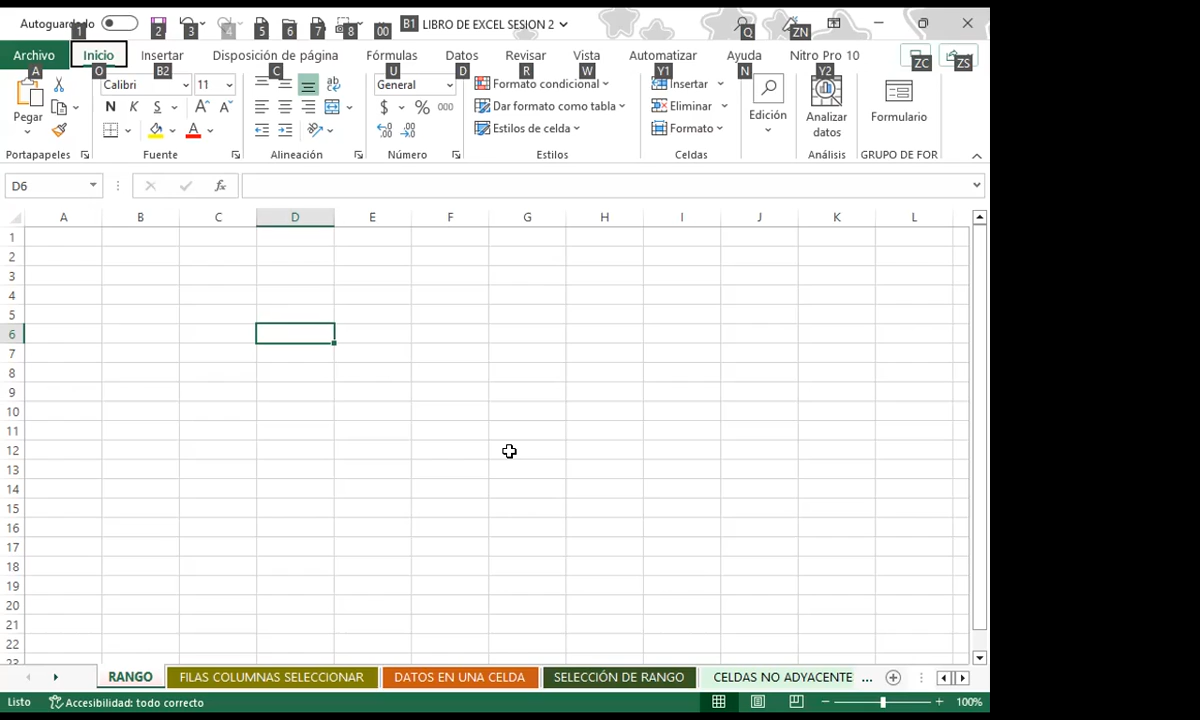 Autoguardado
1 2 3 4 5 6 7 8 00 B1 LIBRO DE EXCEL SESION 2 Q ZN
Archivo Inicio Insertar Disposición de página Fórmulas Datos Revisar Vista Automatizar Ayuda Nitro Pro 10
A O B2 C U D R W Y1 N Y2 ZC ZS
Pegar
Portapapeles
Calibri 11
N K S A A
A
Fuente
Alineación
General
$ % 000
Número
Formato condicional
Dar formato como tabla
Estilos de celda
Estilos
Insertar
Eliminar
Formato
Celdas
Edición
Analizar
datos
Análisis
Formulario
GRUPO DE FOR
D6 fx
A B C D E F G H I J K L
1
2
3
4
5
6
7
8
9
10
11
12
13
14
15
16
17
18
19
20
21
22
23
RANGO FILAS COLUMNAS SELECCIONAR DATOS EN UNA CELDA SELECCIÓN DE RANGO CELDAS NO ADYACENTE ...
Listo Accesibilidad: todo correcto 100%